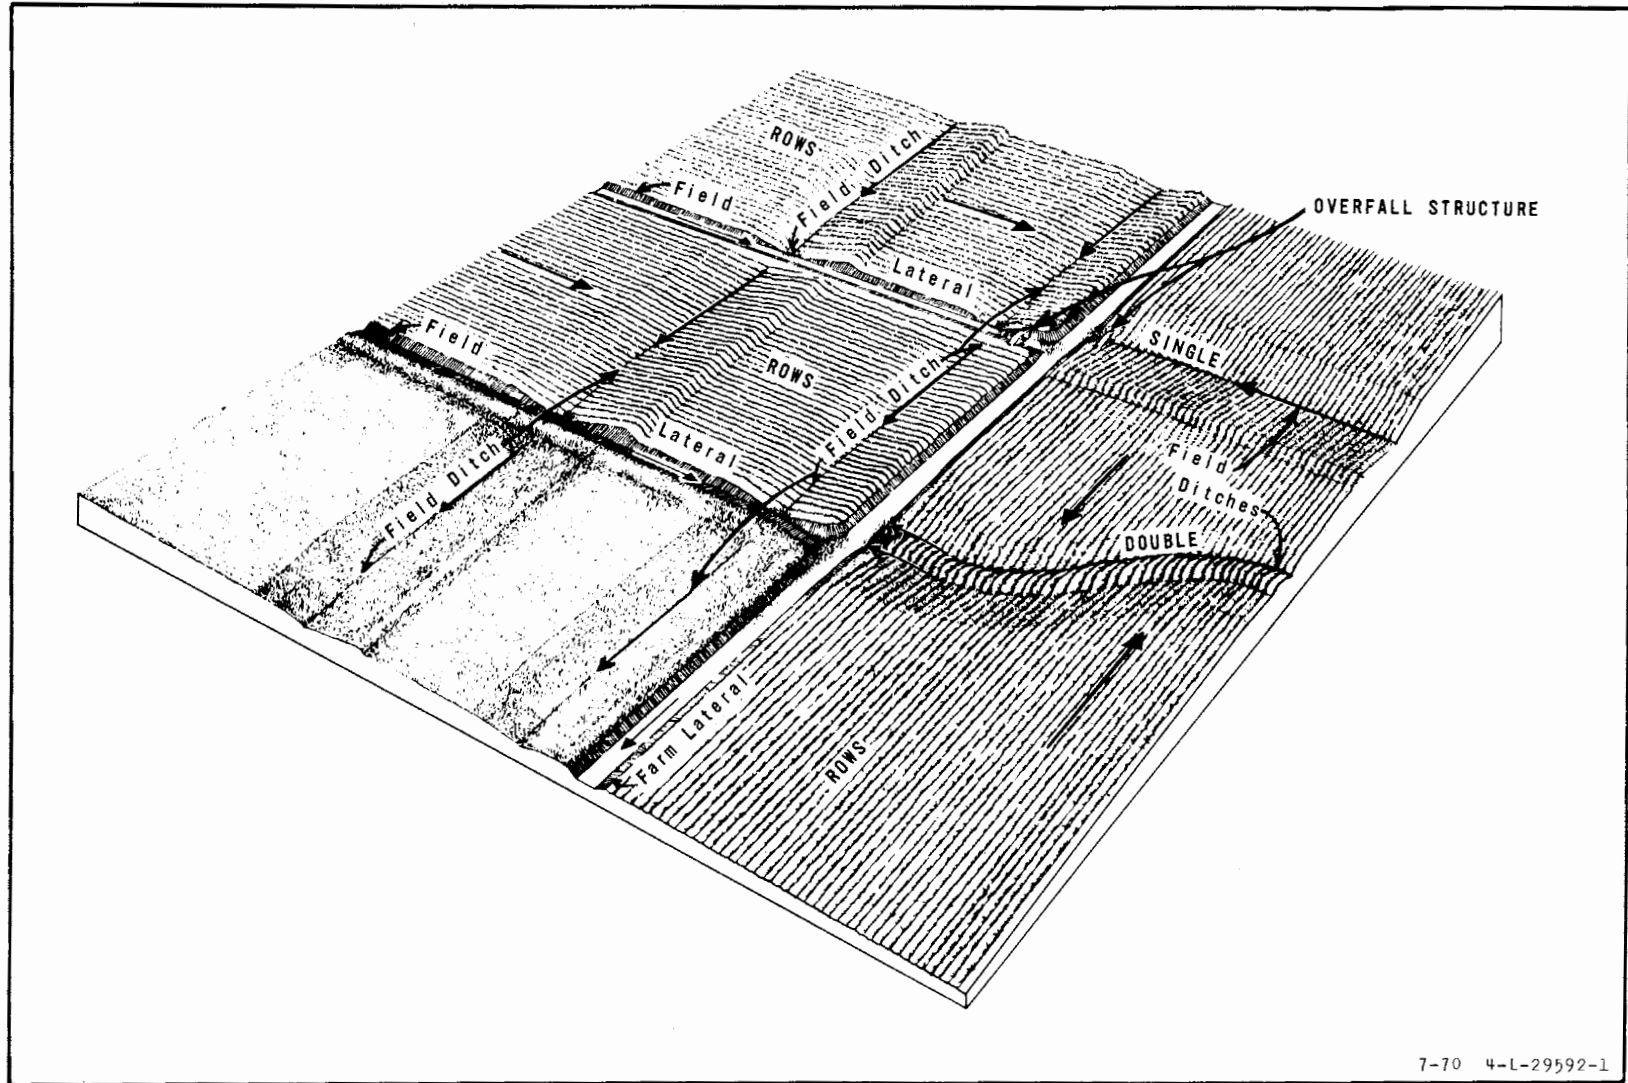 ROWS
Field Ditch
Field
OVERFALL STRUCTURE
Lateral
Field
SINGLE
ROWS
Field Ditch
Lateral
Field Ditch
Field
Ditches
DOUBLE
Farm Lateral
ROWS
7-70 4-L-29592-1